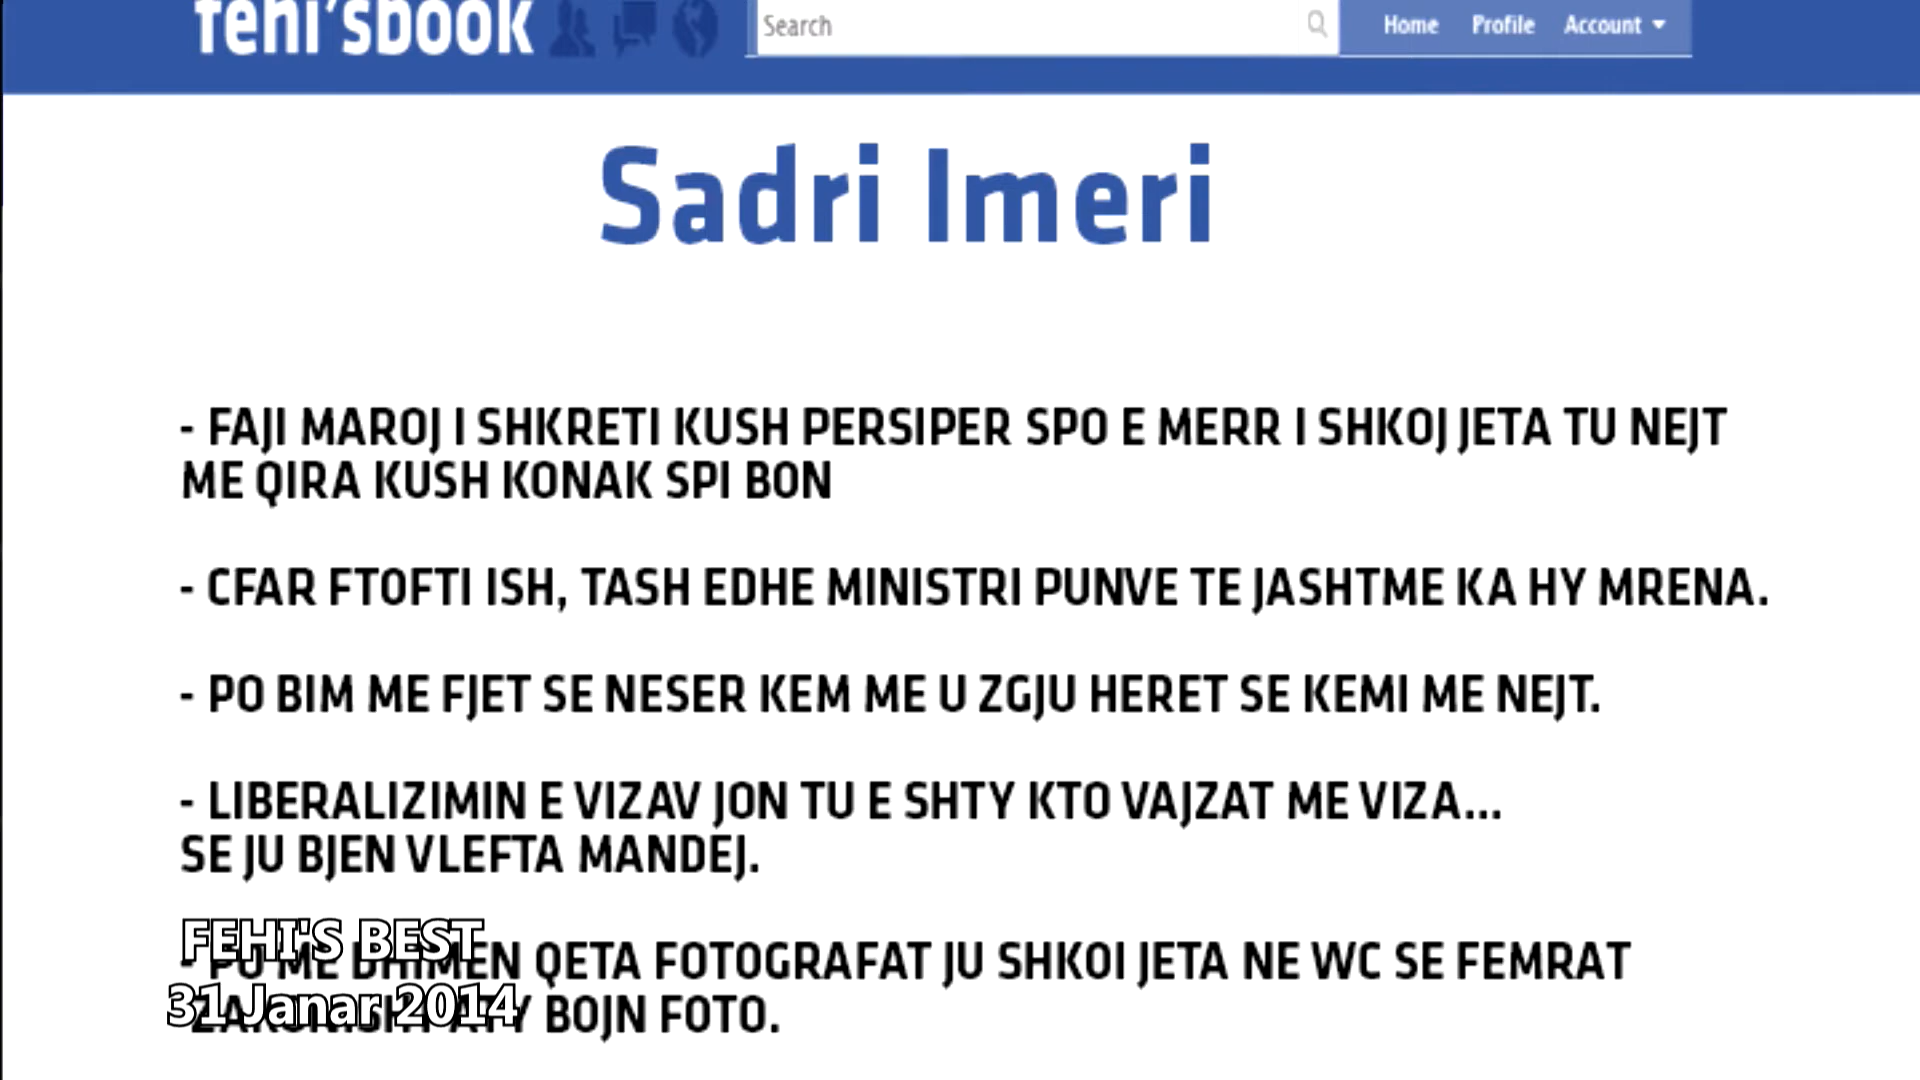 fehi'sbook Search Home Profile Account
Sadri Imeri
- FAJI MAROJ I SHKRETI KUSH PERSIPER SPO E MERR I SHKOJ JETA TU NEJT
ME QIRA KUSH KONAK SPI BON
- CFAR FTOFTI ISH, TASH EDHE MINISTRI PUNVE TE JASHTME KA HY MRENA.
- PO BIM ME FJET SE NESER KEM ME U ZGJU HERET SE KEMI ME NEJT.
- LIBERALIZIMIN E VIZAV JON TU E SHTY KTO VAJZAT ME VIZA...
SE JU BJEN VLEFTA MANDEJ.
FEHI'S BEST
- PO ME DHIMEN QETA FOTOGRAFAT JU SHKOI JETA NE WC SE FEMRAT
31 Janar 2014
BOJN FOTO.